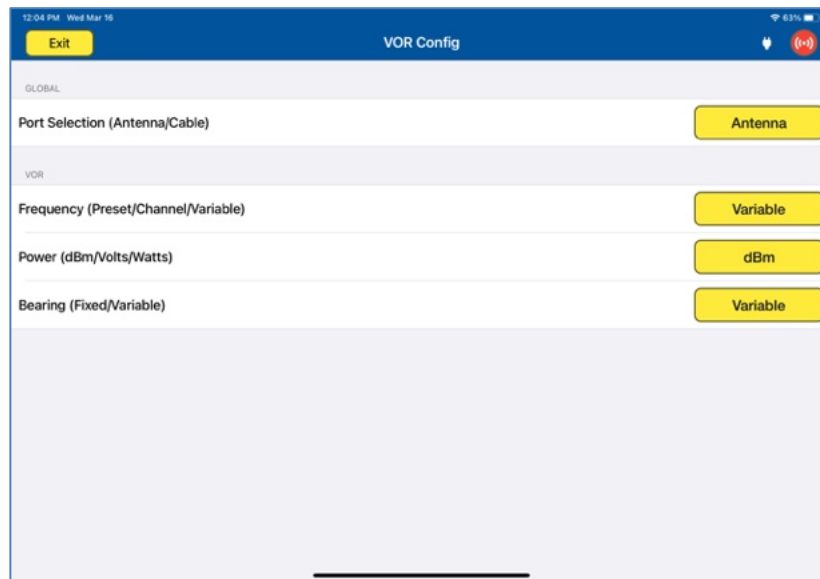 12:04 PM Wed Mar 16 63%
Exit VOR Config
GLOBAL
Port Selection (Antenna/Cable) Antenna
VOR
Frequency (Preset/Channel/Variable) Variable
Power (dBm/Volts/Watts) dBm
Bearing (Fixed/Variable) Variable